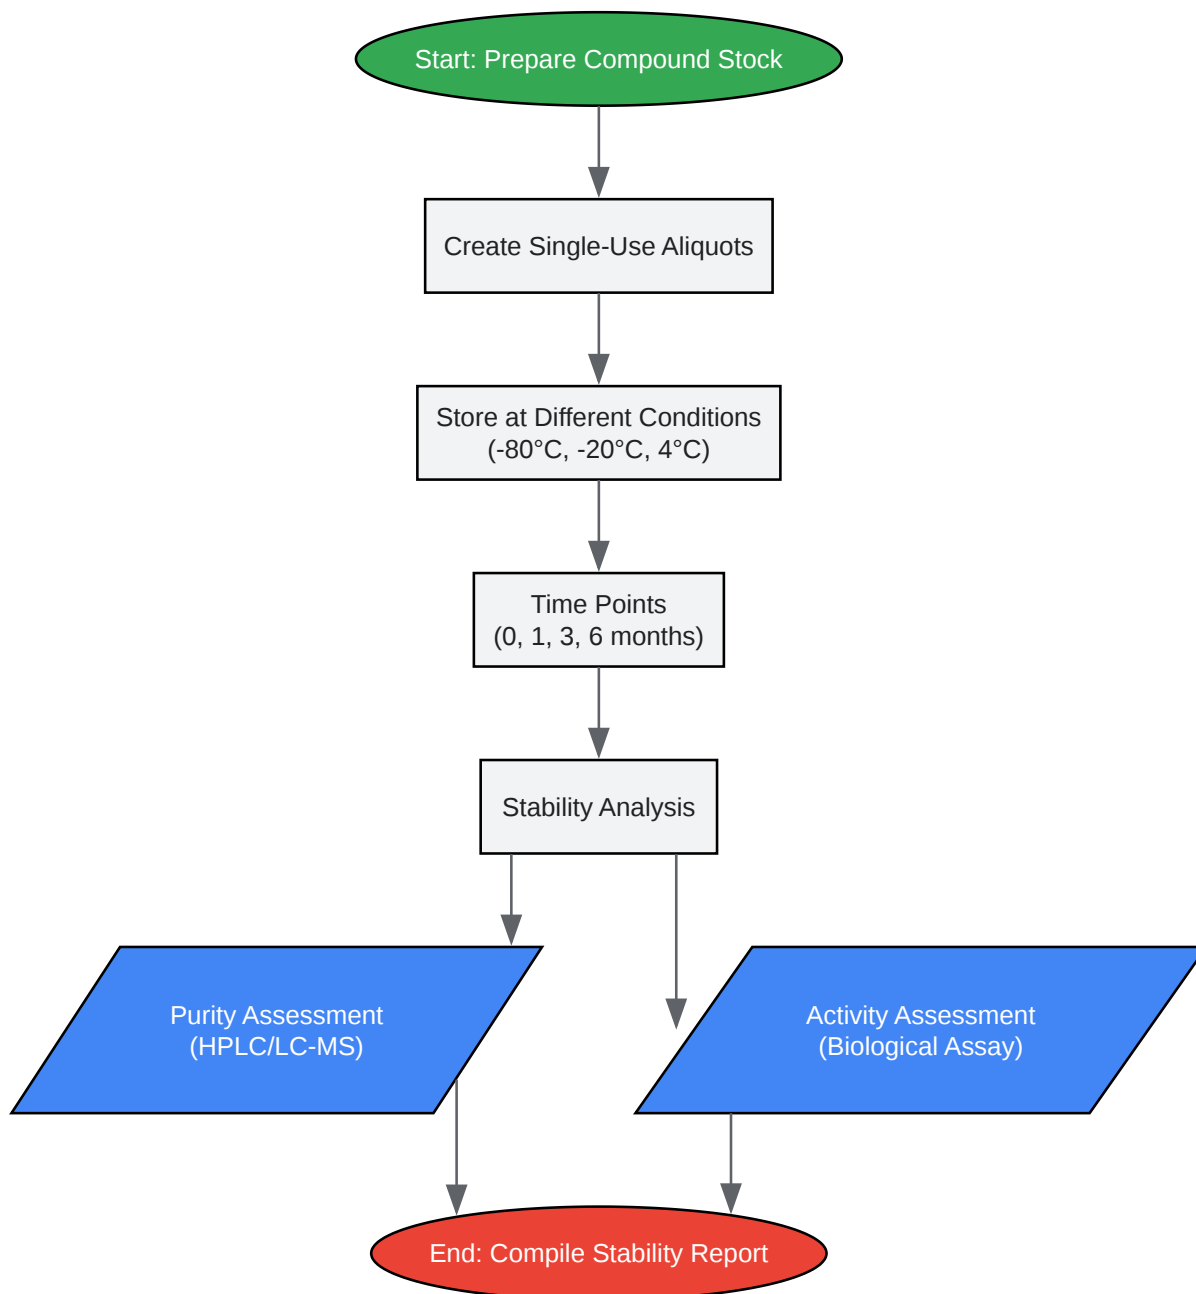 Start: Prepare Compound Stock
Create Single-Use Aliquots
Store at Different Conditions
(-80°C, -20°C, 4°C)
Time Points
(0, 1, 3, 6 months)
Stability Analysis
Purity Assessment
(HPLC/LC-MS)
Activity Assessment
(Biological Assay)
End: Compile Stability Report